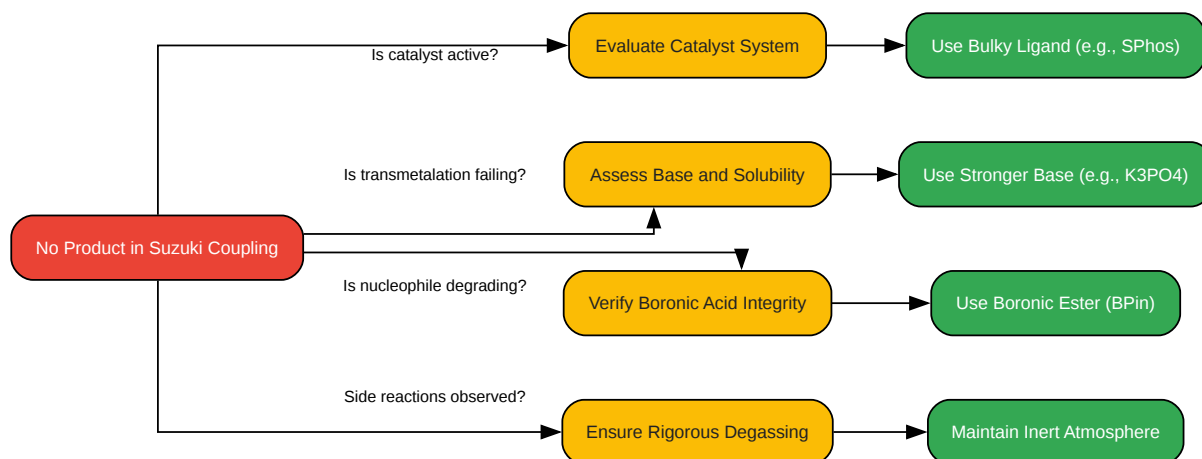 Is catalyst active?
Evaluate Catalyst System
Use Bulky Ligand (e.g., SPhos)
Is transmetalation failing?
Assess Base and Solubility
Use Stronger Base (e.g., K3PO4)
No Product in Suzuki Coupling
Is nucleophile degrading?
Verify Boronic Acid Integrity
Use Boronic Ester (BPin)
Side reactions observed?
Ensure Rigorous Degassing
Maintain Inert Atmosphere